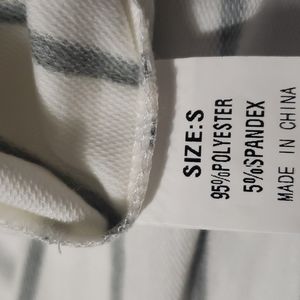 SIZE:S
95%POLYESTER
5%SPANDEX
MADE IN CHINA